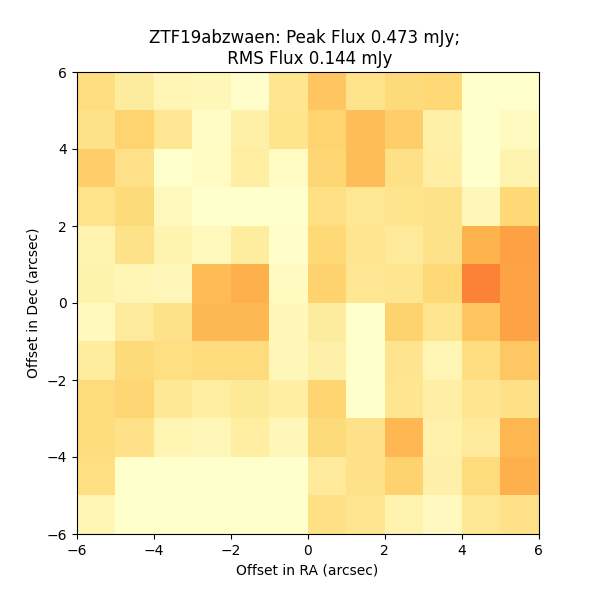 ZTF19abzwaen: Peak Flux 0.473 mJy;
RMS Flux 0.144 mJy
6
4
2
0
−2
−4
−6
Offset in Dec (arcsec)
−6 −4 −2 0 2 4 6
Offset in RA (arcsec)